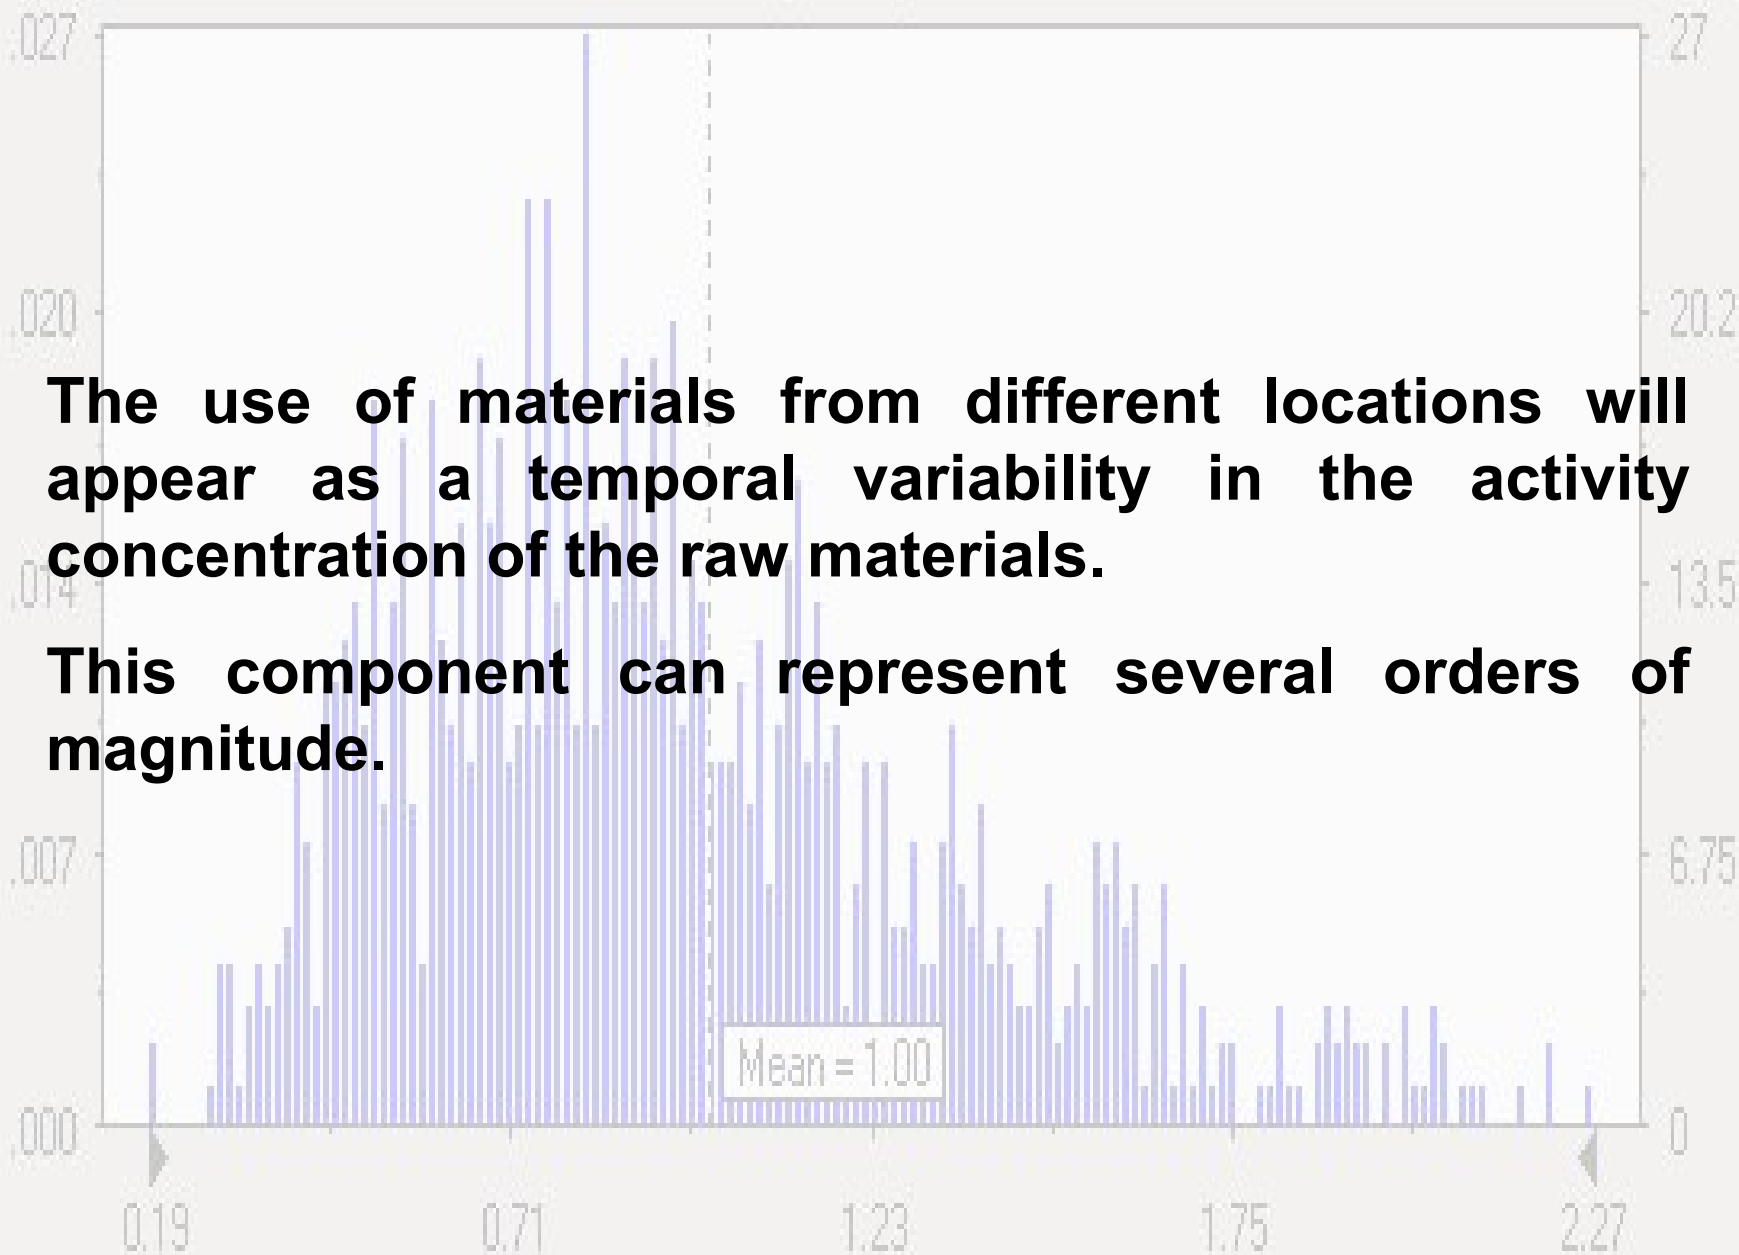 .027
27
.020
20.2
The use of materials from different locations will
appear as a temporal variability in the activity
concentration of the raw materials.
.014
13.5
This component can represent several orders of
magnitude.
.007
6.75
Mean = 1.00
.000
0
0.19 0.71 1.23 1.75 2.27